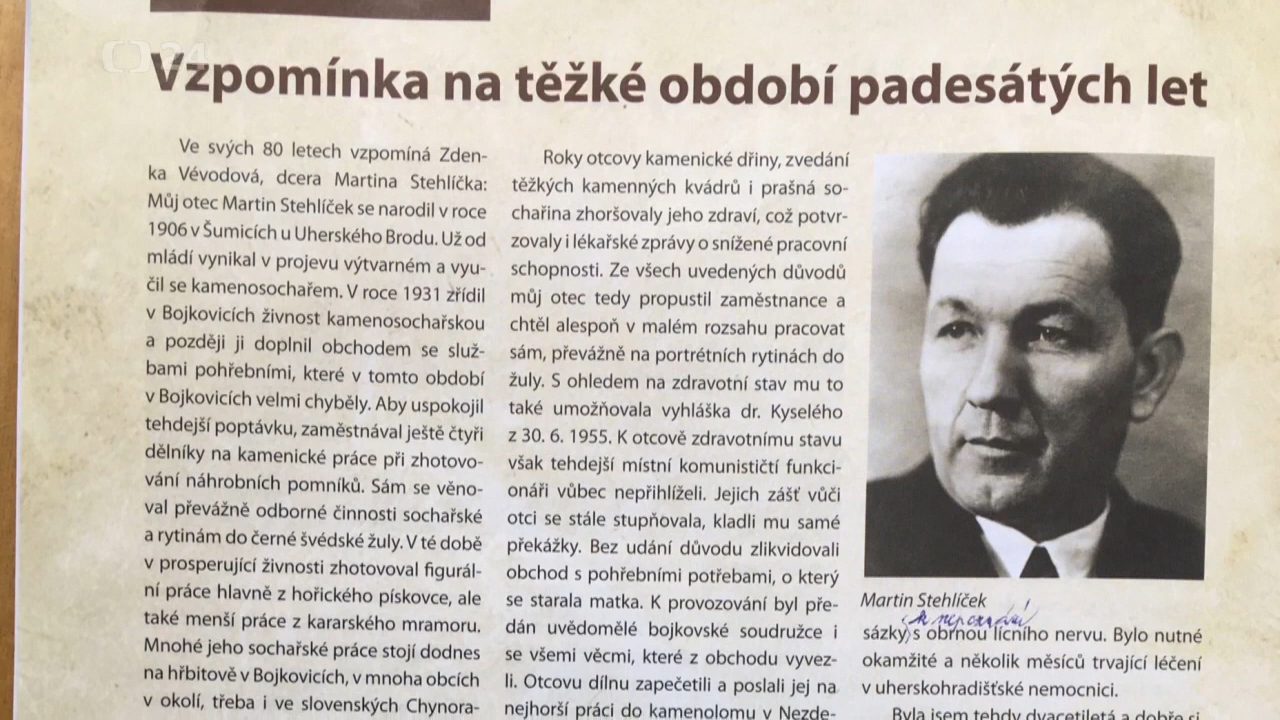 24
Vzpomínka na těžké období padesátých let
Ve svých 80 letech vzpomíná Zden-
ka Vévodová, dcera Martina Stehlíčka:
Můj otec Martin Stehlíček se narodil v roce
1906 v Šumicích u Uherského Brodu. Už od
mládí vynikal v projevu výtvarném a vyu-
čil se kamenosochařem. V roce 1931 zřídil
v Bojkovicích živnost kamenosochařskou
a později ji doplnil obchodem se služ-
bami pohřebními, které v tomto období
v Bojkovicích velmi chyběly. Aby uspokojil
tehdejší poptávku, zaměstnával ještě čtyři
dělníky na kamenické práce při zhotovo-
vání náhrobních pomníků. Sám se věno-
val převážně odborné činnosti sochařské
a rytinám do černé švédské žuly. V té době
v prosperující živnosti zhotovoval figurál-
ní práce hlavně z hořického pískovce, ale
také menší práce z kararského mramoru.
Mnohé jeho sochařské práce stojí dodnes
na hřbitově v Bojkovicích, v mnoha obcích
v okolí, třeba i ve slovenských Chynora-
Roky otcovy kamenické dřiny, zvedání
těžkých kamenných kvádrů i prašná so-
chařina zhoršovaly jeho zdraví, což potvr-
zovaly i lékařské zprávy o snížené pracovní
schopnosti. Ze všech uvedených důvodů
můj otec tedy propustil zaměstnance a
chtěl alespoň v malém rozsahu pracovat
sám, převážně na portrétních rytinách do
žuly. S ohledem na zdravotní stav mu to
také umožňovala vyhláška dr. Kyselého
z 30. 6. 1955. K otcově zdravotnímu stavu
však tehdejší místní komunističtí funkci-
onáři vůbec nepřihlíželi. Jejich zášť vůči
otci se stále stupňovala, kladli mu samé
překážky. Bez udání důvodu zlikvidovali
obchod s pohřebními potřebami, o který
se starala matka. K provozování byl pře-
dán uvědomělé bojkovské soudružce i
se všemi věcmi, které z obchodu vyvez-
li. Otcovu dílnu zapečetili a poslali jej na
nejhorší práci do kamenolomu v Nezde-
Martin Stehlíček
k nepoznání!
sázky s obrnou lícního nervu. Bylo nutné
okamžité a několik měsíců trvající léčení
v uherskohradišťské nemocnici.
Byla jsem tehdy dvacetiletá a dobře si